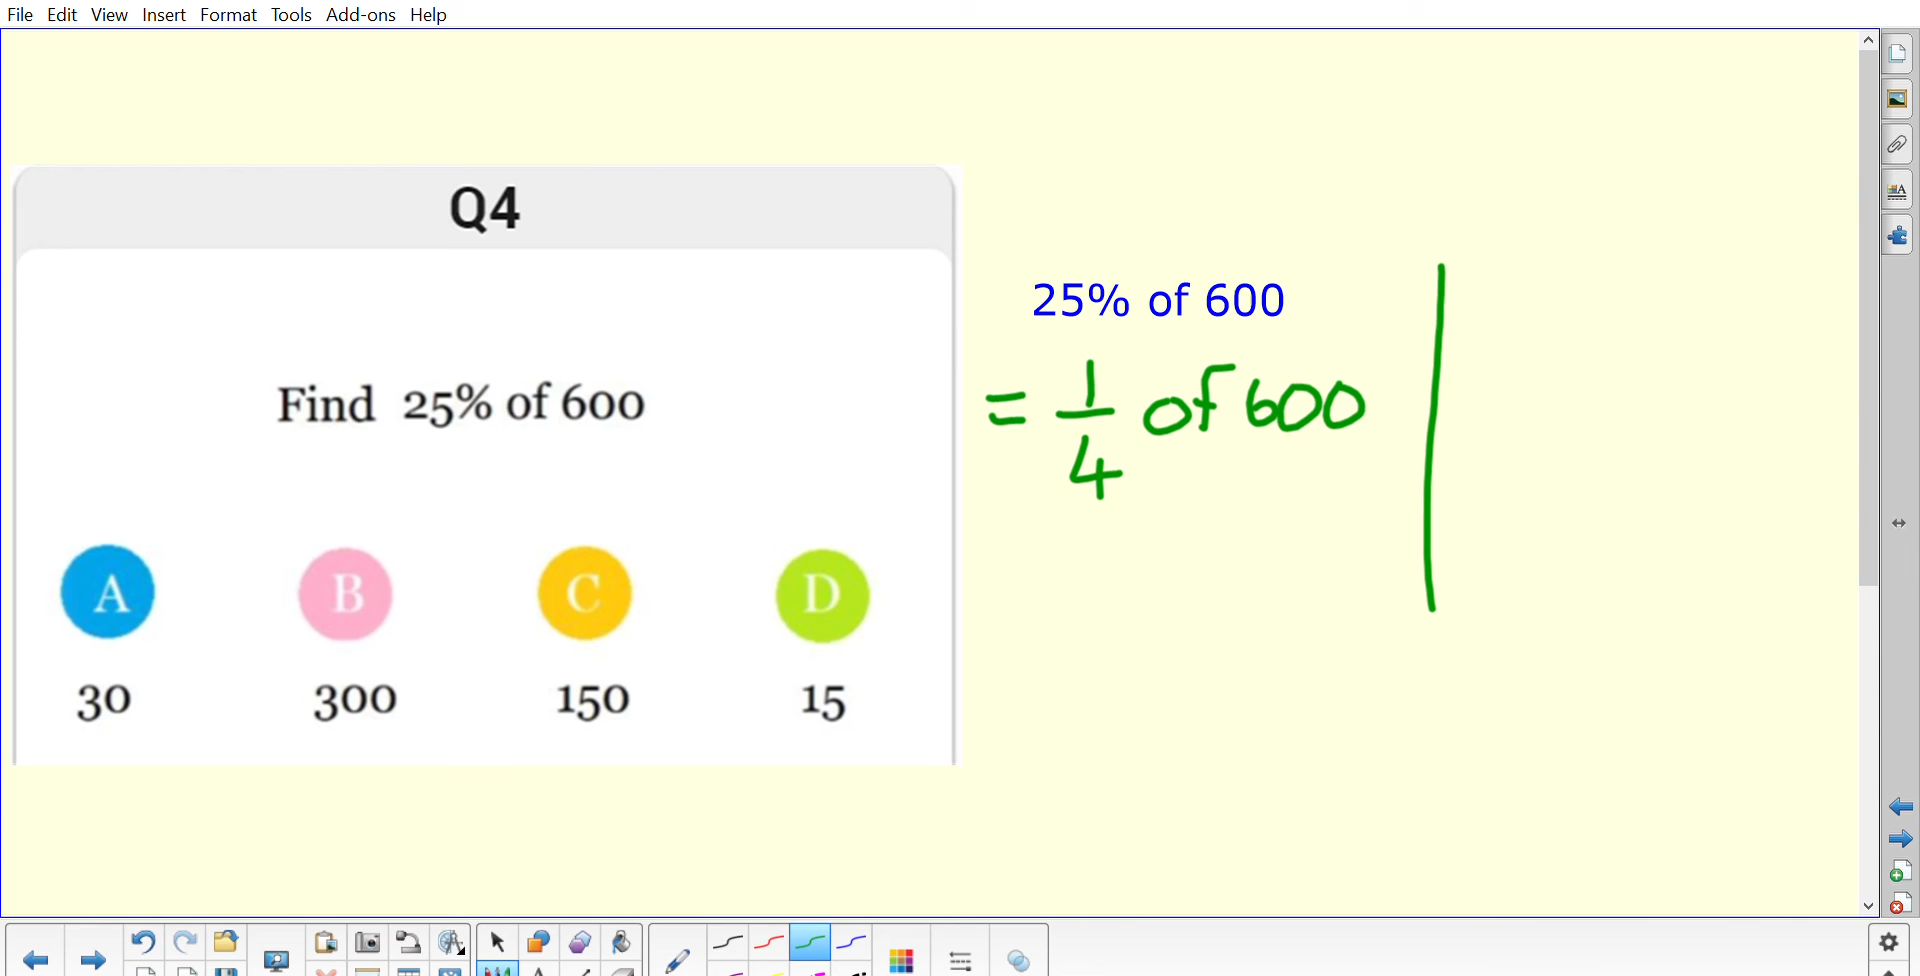 File Edit View Insert Format Tools Add-ons Help
Q4
Find 25% of 600
A B C D
30 300 150 15
25% of 600
= 1/4 of 600